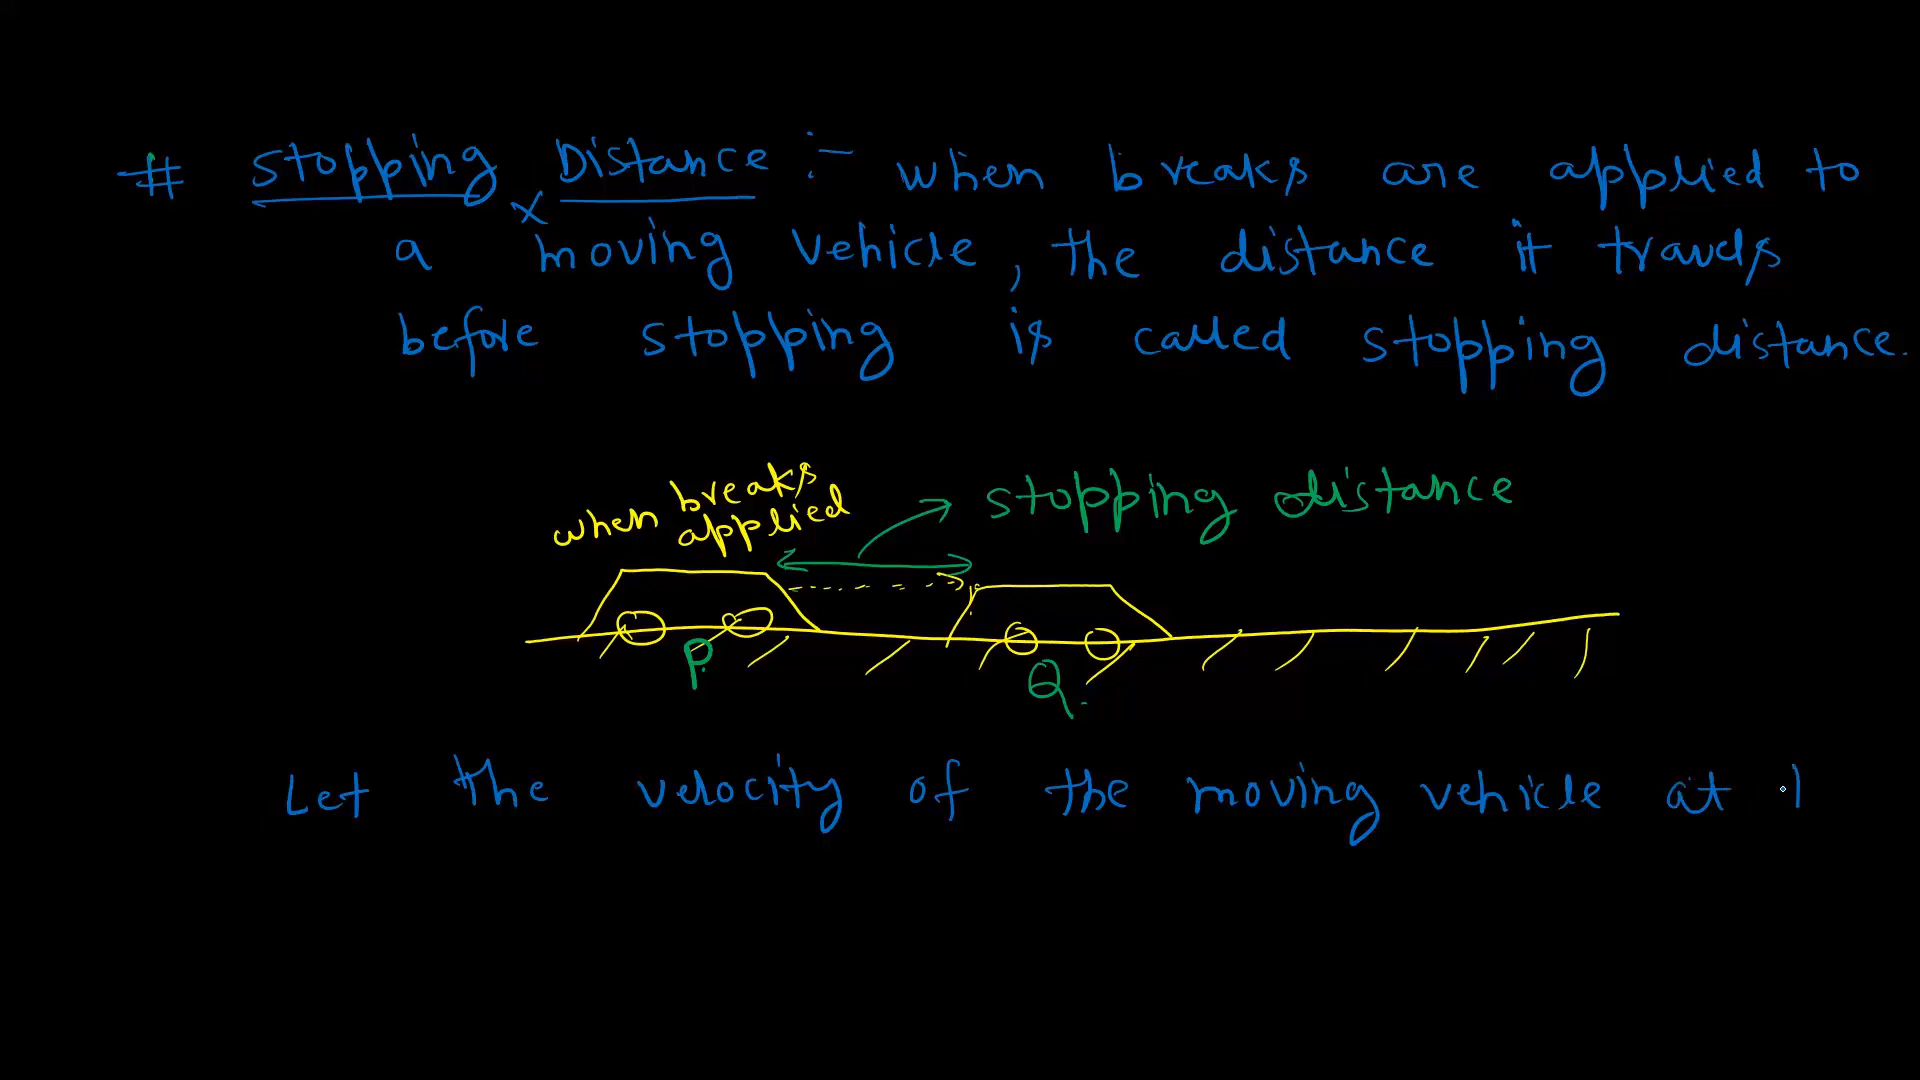 # Stopping Distance :- when breaks are applied to
a moving vehicle, the distance it travels
before stopping is called stopping distance.
when breaks
applied
stopping distance
P.
Q.
Let the velocity of the moving vehicle at